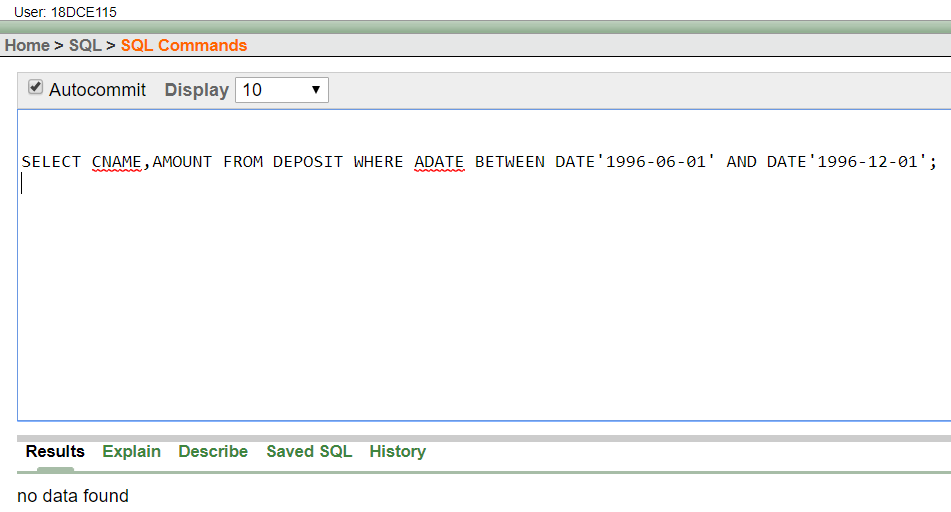 User: 18DCE115
Home > SQL > SQL Commands
Autocommit Display 10
SELECT CNAME,AMOUNT FROM DEPOSIT WHERE ADATE BETWEEN DATE'1996-06-01' AND DATE'1996-12-01';
Results Explain Describe Saved SQL History
no data found